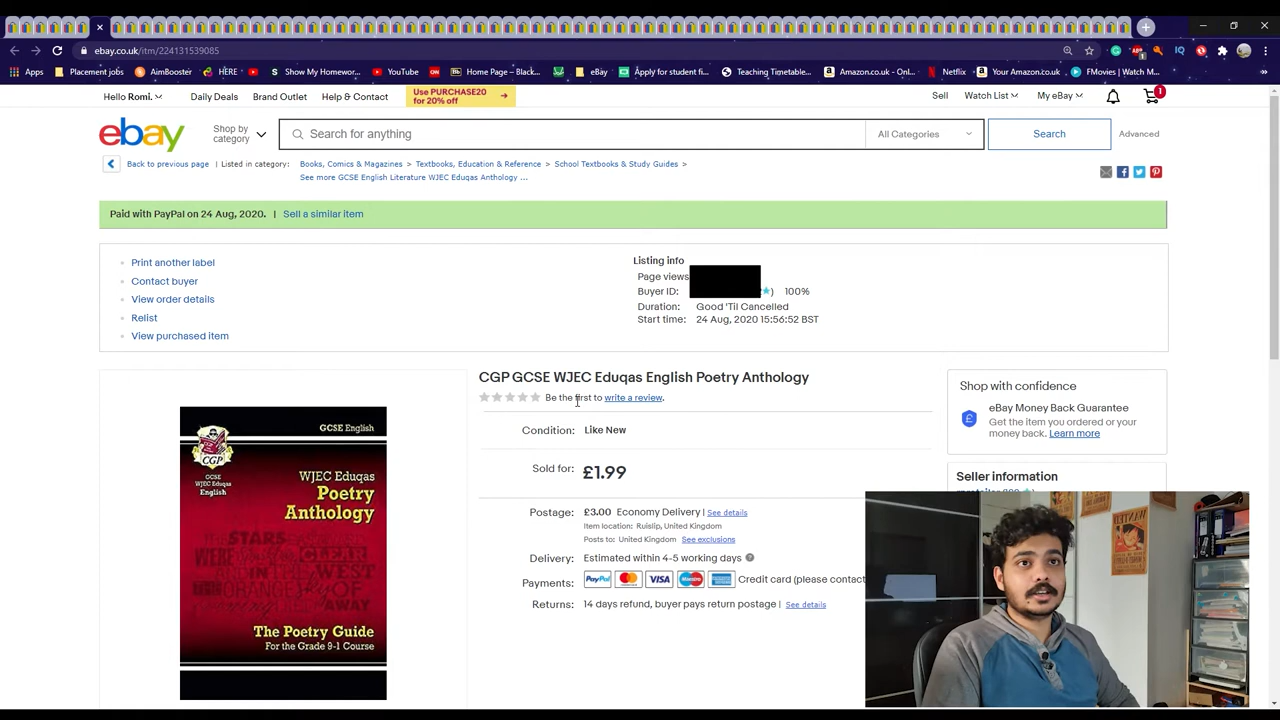 ebay.co.uk/itm/224131539085
Apps Placement jobs AimBooster HERE S Show My Homewor... YouTube Home Page – Black... eBay Apply for student fi... Teaching Timetable... Amazon.co.uk - Onl... Netflix Your Amazon.co.uk FMovies | Watch M...
Hello Romi. Daily Deals Brand Outlet Help & Contact Use PURCHASE20 for 20% off Sell Watch List My eBay 1
ebay Shop by category Search for anything All Categories Search Advanced
Back to previous page | Listed in category: Books, Comics & Magazines > Textbooks, Education & Reference > School Textbooks & Study Guides >
See more GCSE English Literature WJEC Eduqas Anthology ...
Paid with PayPal on 24 Aug, 2020. | Sell a similar item
Print another label
Contact buyer
View order details
Relist
View purchased item
Listing info
Page views
Buyer ID: ) 100%
Duration: Good 'Til Cancelled
Start time: 24 Aug, 2020 15:56:52 BST
CGP GCSE WJEC Eduqas English Poetry Anthology
Be the first to write a review.
Condition: Like New
Sold for: £1.99
Postage: £3.00 Economy Delivery | See details
Item location: Ruislip, United Kingdom
Posts to: United Kingdom See exclusions
Delivery: Estimated within 4-5 working days
Payments: PayPal VISA Credit card (please contact
Returns: 14 days refund, buyer pays return postage | See details
Shop with confidence
eBay Money Back Guarantee
Get the item you ordered or
your money back. Learn more
Seller information
GCSE English
CGP
GCSE
WJEC Eduqas
English
WJEC Eduqas
Poetry
Anthology
The Poetry Guide
For the Grade 9-1 Course
WANTED